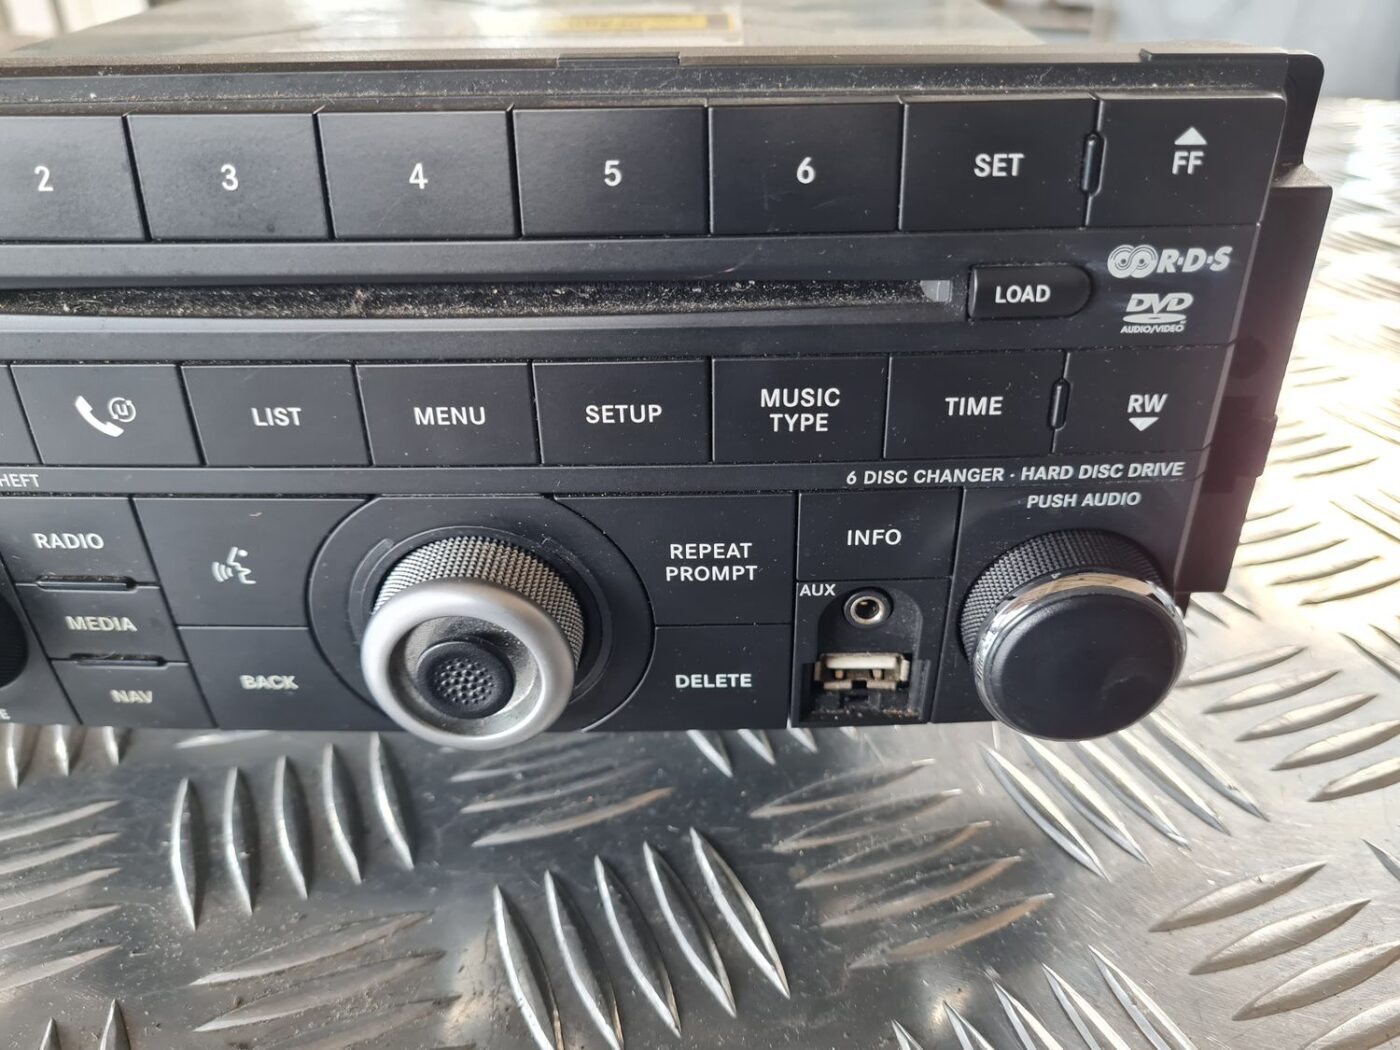 2 3 4 5 6 SET FF
R·D·S
LOAD
DVD
AUDIO/VIDEO
LIST MENU SETUP MUSIC TYPE TIME RW
HEFT
6 DISC CHANGER · HARD DISC DRIVE
PUSH AUDIO
RADIO
REPEAT PROMPT
INFO
AUX
MEDIA
NAV
BACK
DELETE
E